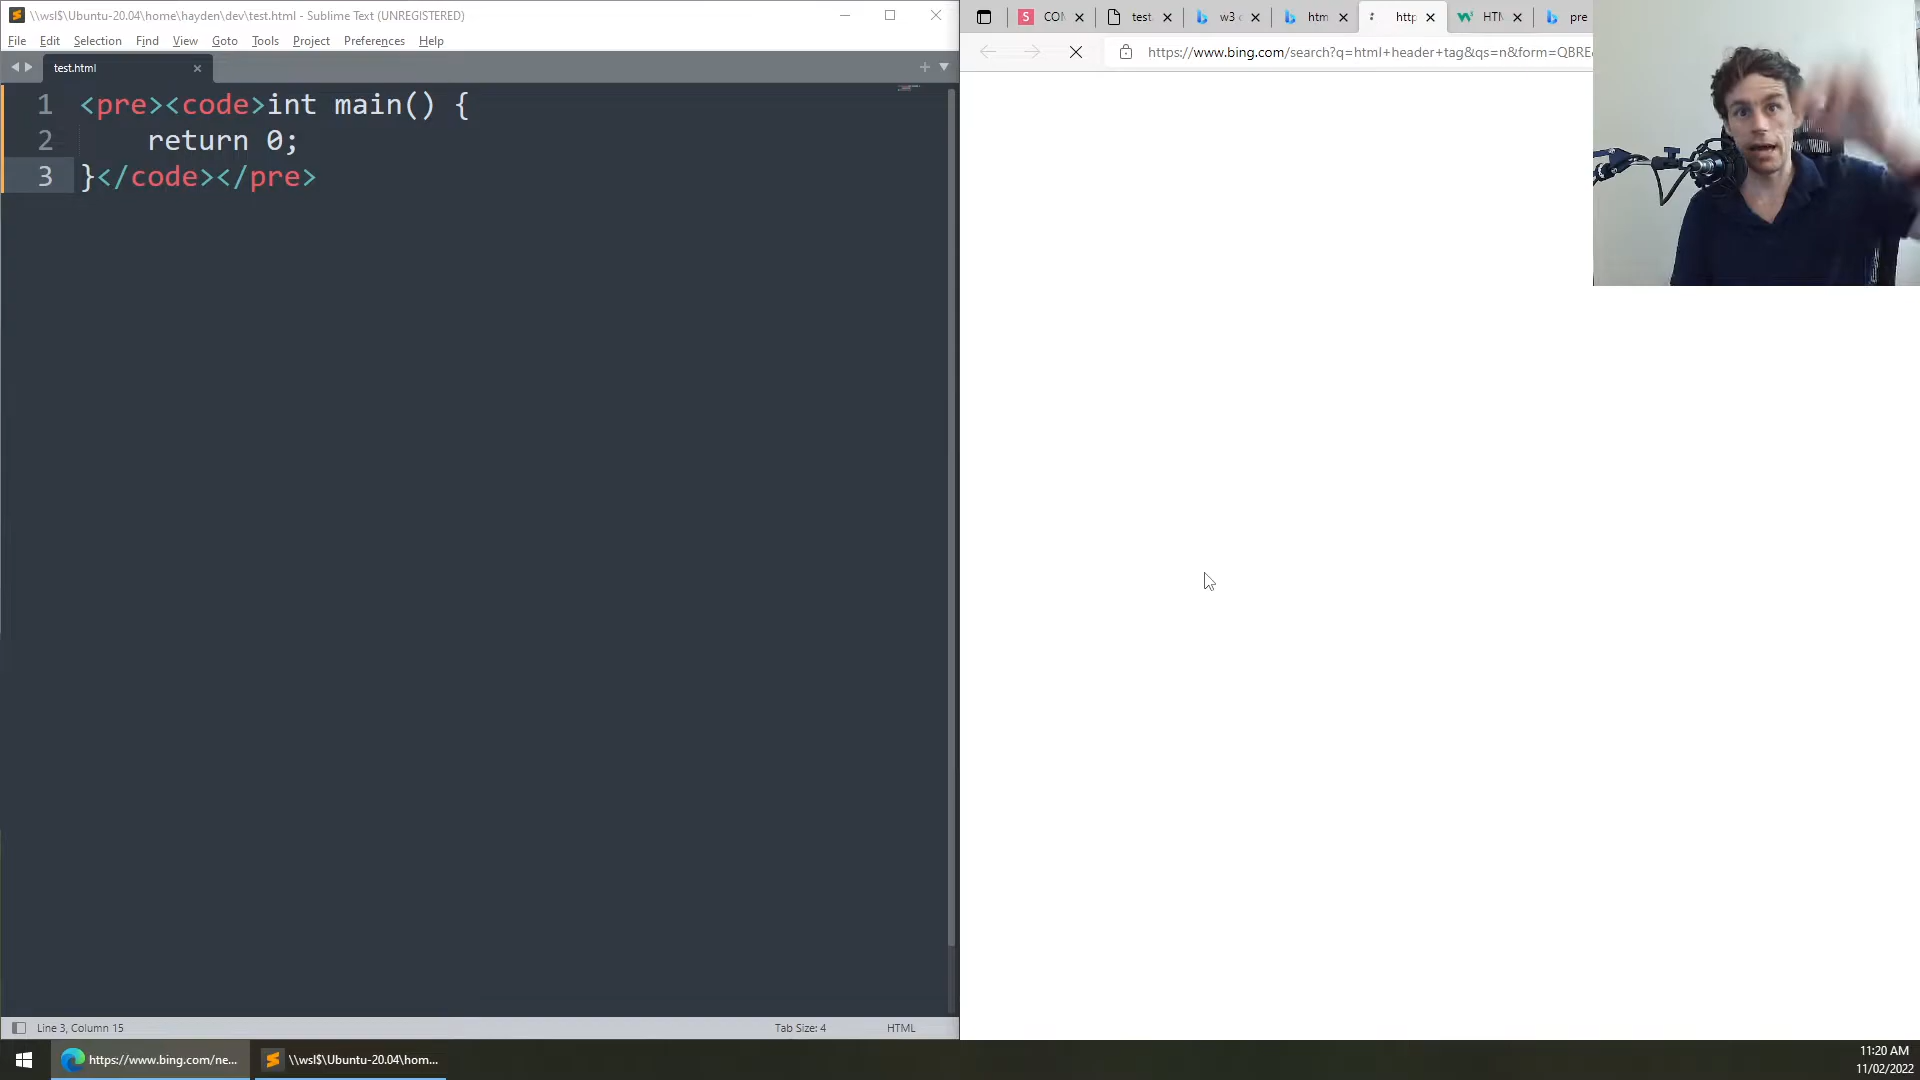 \\wsl$\Ubuntu-20.04\home\hayden\dev\test.html - Sublime Text (UNREGISTERED)
File Edit Selection Find View Goto Tools Project Preferences Help
test.html
1 <pre><code>int main() {
2     return 0;
3 }</code></pre>
Line 3, Column 15
Tab Size: 4
HTML
S
test
w3
htm
http
pre
https://www.bing.com/search?q=html+header+tag&qs=n&form=QBRE
https://www.bing.com/ne...
\\wsl$\Ubuntu-20.04\hom...
11:20 AM
11/02/2022